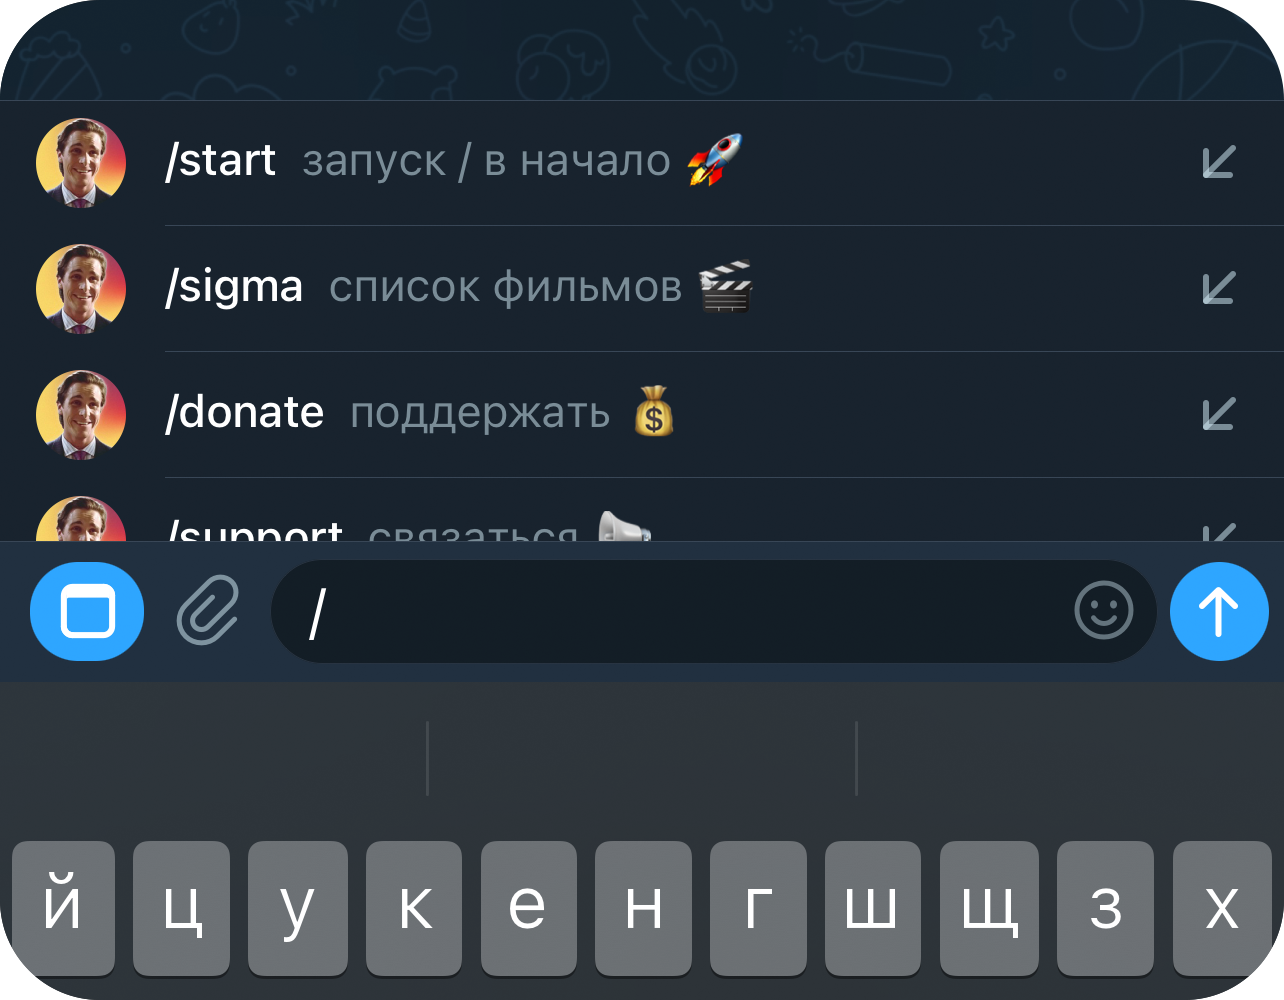 /start запуск / в начало 🚀
/sigma список фильмов 🎬
/donate поддержать 💰
/support связаться 📢
/
й ц у к е н г ш щ з х